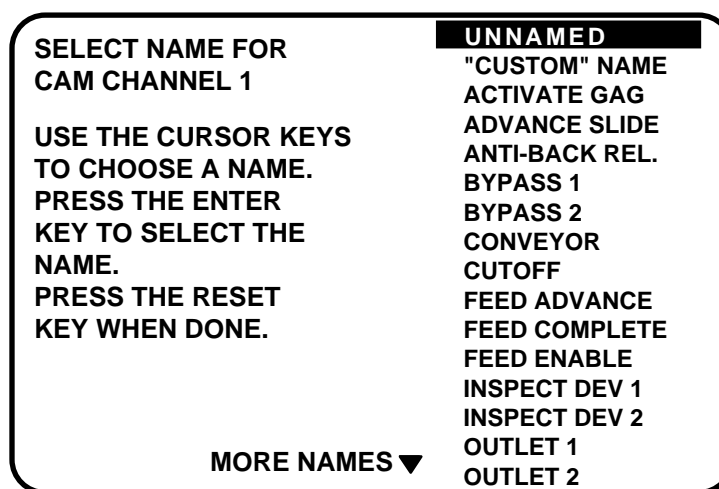 SELECT NAME FOR
CAM CHANNEL 1
USE THE CURSOR KEYS
TO CHOOSE A NAME.
PRESS THE ENTER
KEY TO SELECT THE
NAME.
PRESS THE RESET
KEY WHEN DONE.
MORE NAMES
UNNAMED
"CUSTOM" NAME
ACTIVATE GAG
ADVANCE SLIDE
ANTI-BACK REL.
BYPASS 1
BYPASS 2
CONVEYOR
CUTOFF
FEED ADVANCE
FEED COMPLETE
FEED ENABLE
INSPECT DEV 1
INSPECT DEV 2
OUTLET 1
OUTLET 2